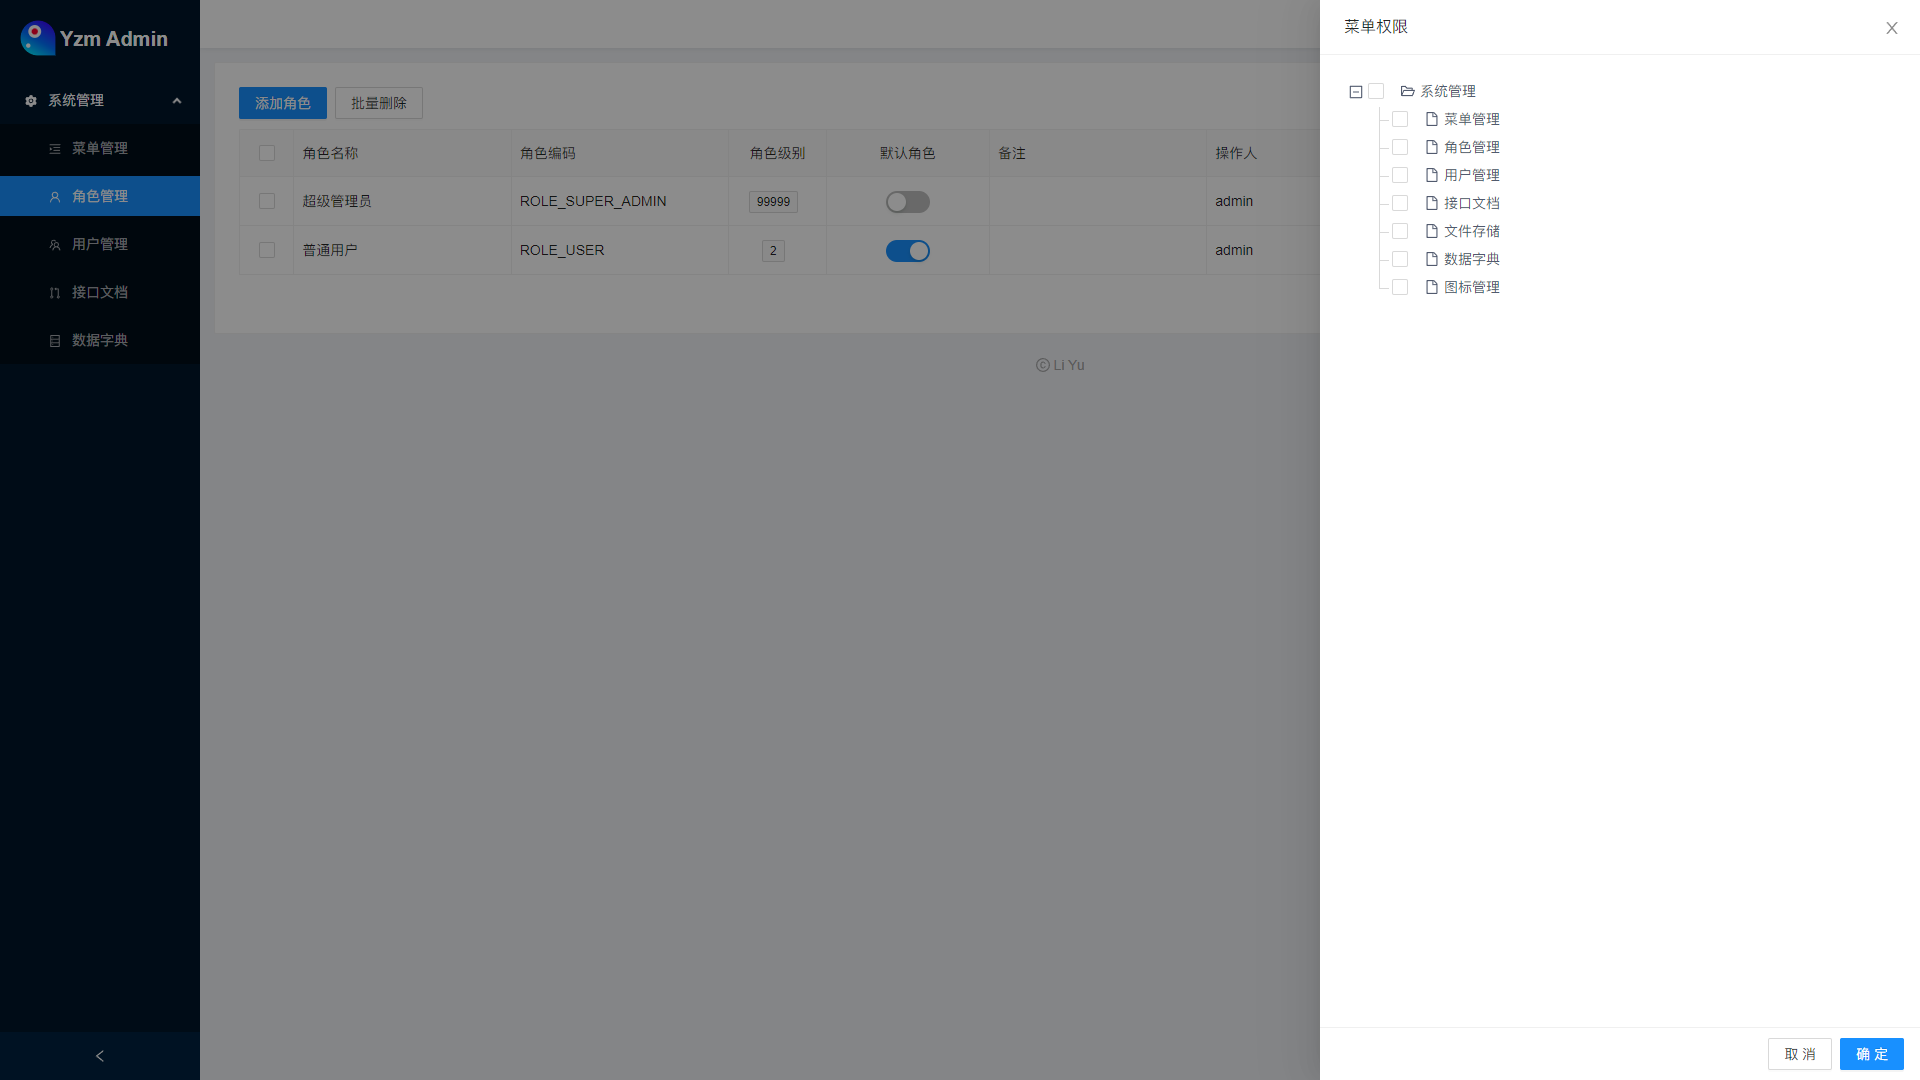 Yzm Admin
系统管理
菜单管理
角色管理
用户管理
接口文档
数据字典
添加角色
批量删除
角色名称 角色编码 角色级别 默认角色 备注 操作人
超级管理员 ROLE_SUPER_ADMIN 99999 admin
普通用户 ROLE_USER 2 admin
© Li Yu
菜单权限
系统管理
菜单管理
角色管理
用户管理
接口文档
文件存储
数据字典
图标管理
取 消
确 定